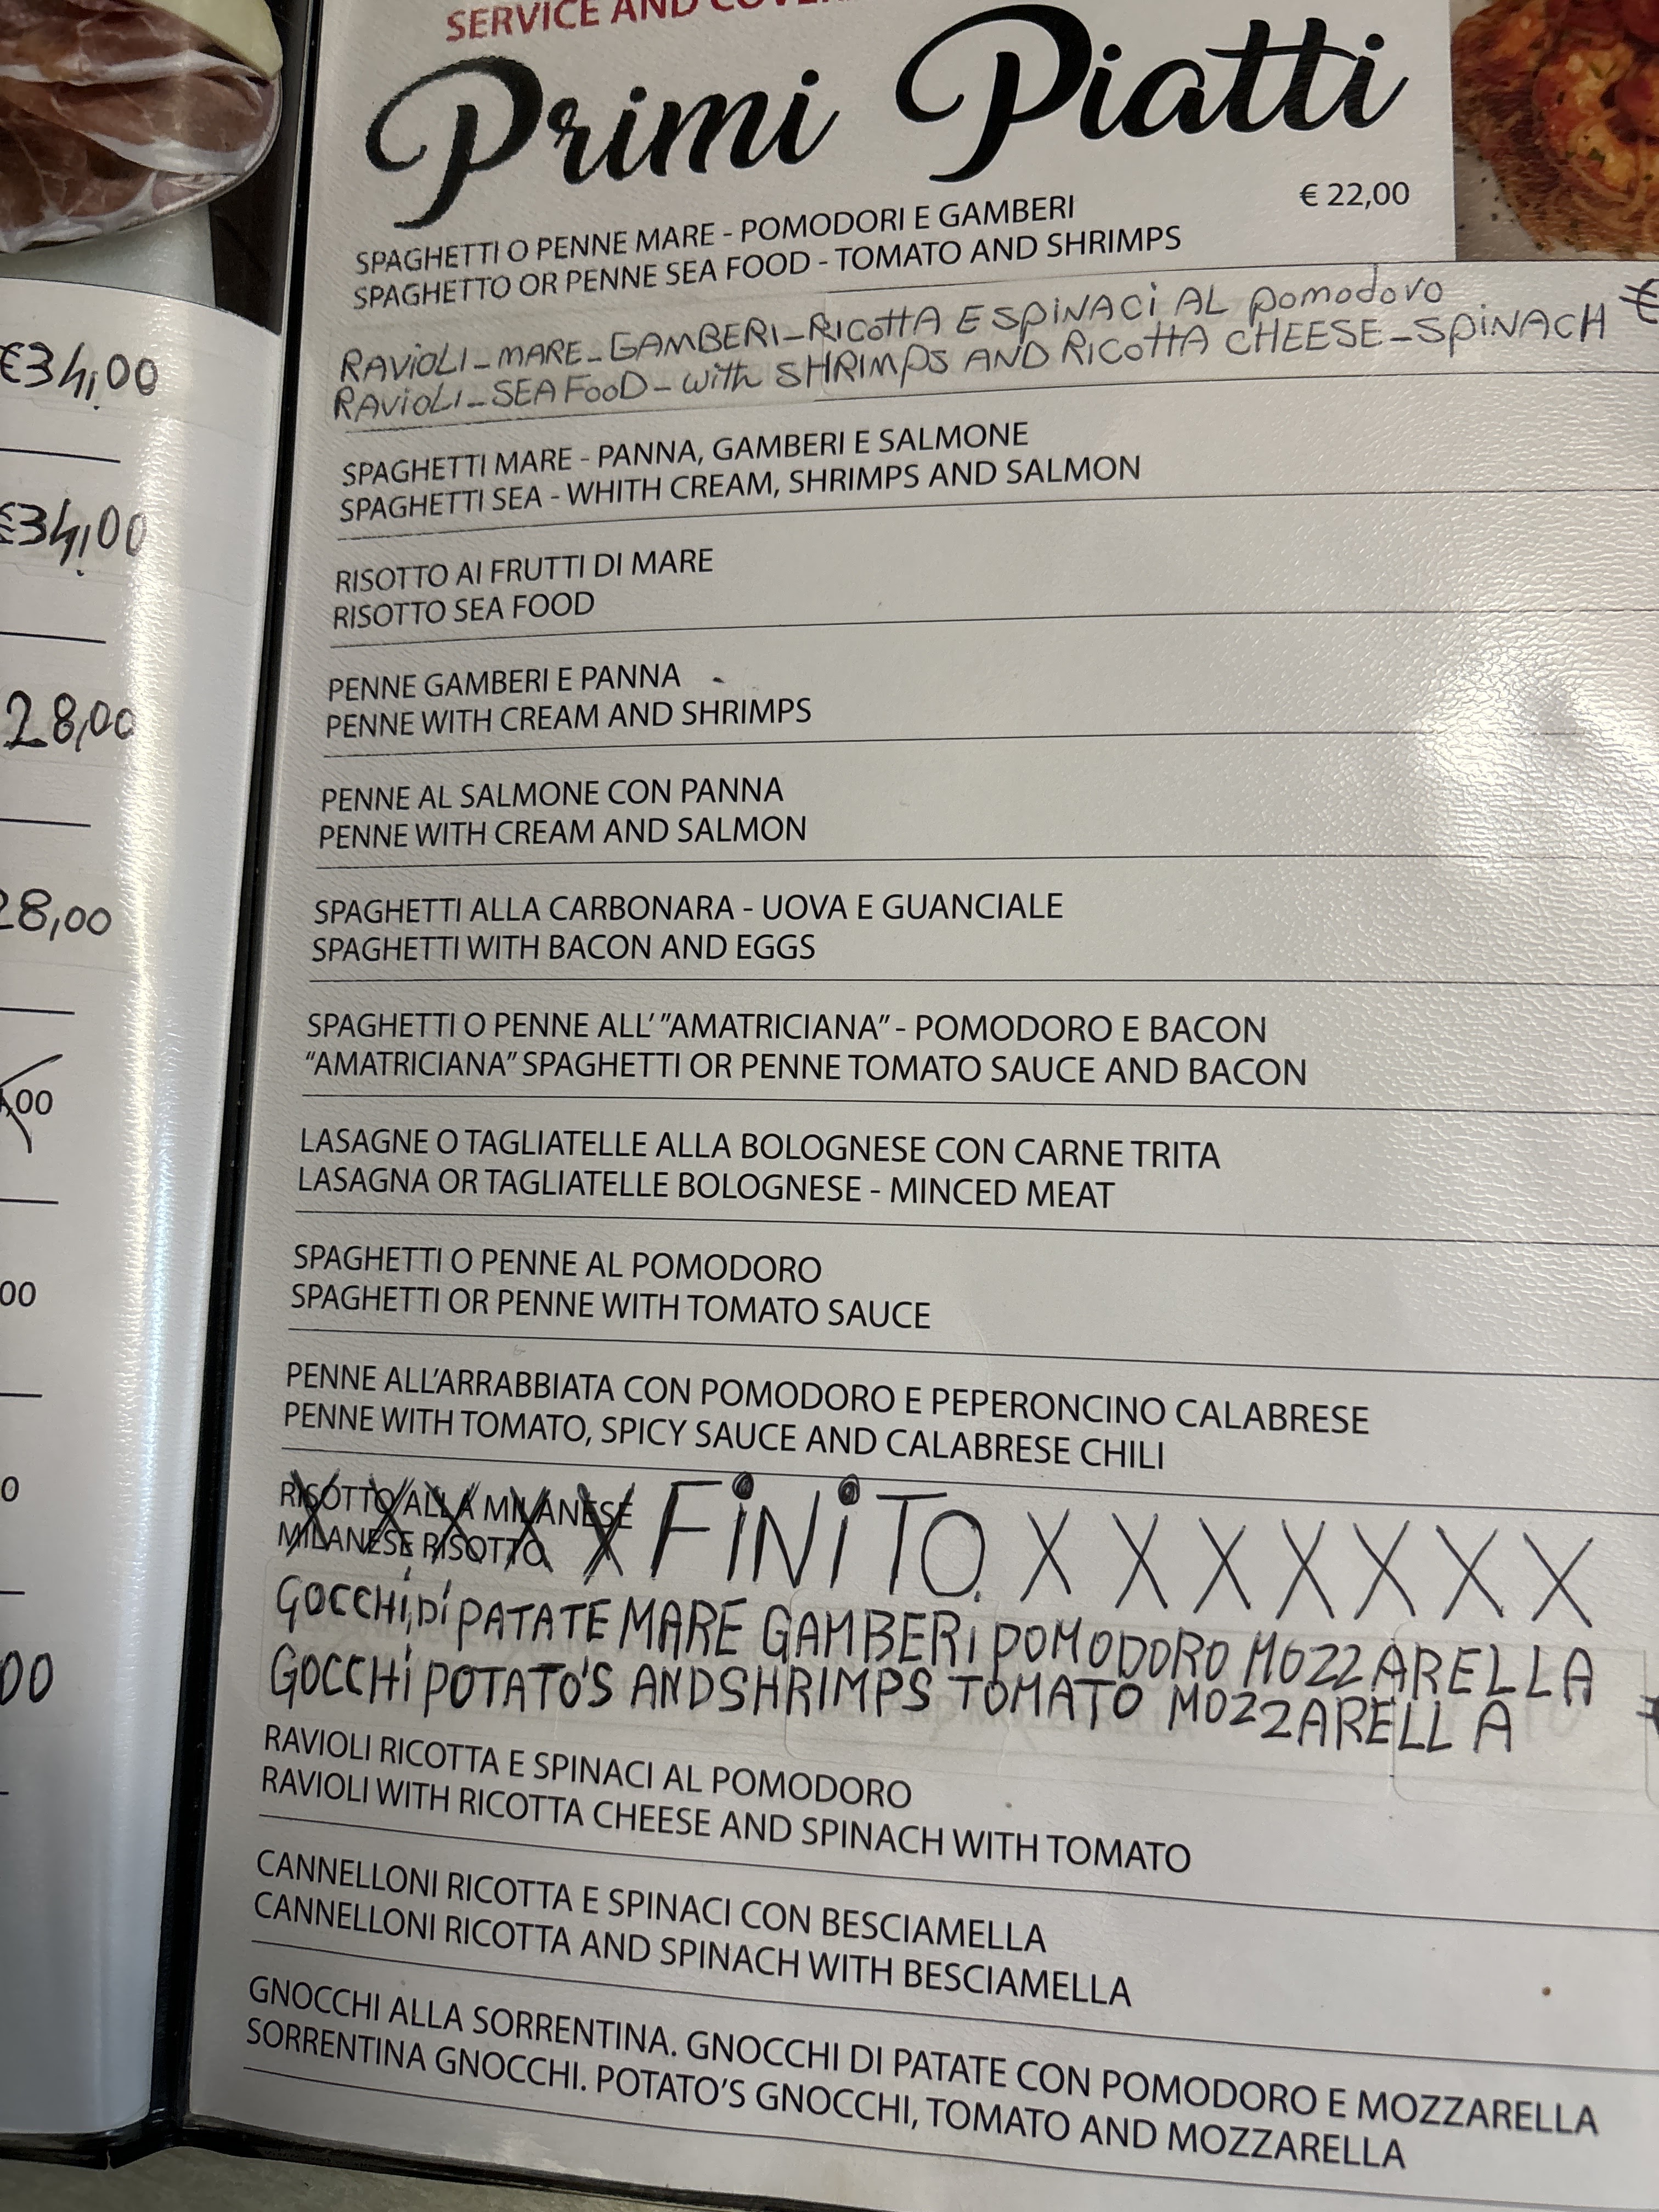 €34,00
€34,00
28,00
28,00
,00
00
0
00
SERVICE AND
Primi Piatti
SPAGHETTI O PENNE MARE - POMODORI E GAMBERI € 22,00
SPAGHETTO OR PENNE SEA FOOD - TOMATO AND SHRIMPS
RAVIOLI_MARE_GAMBERI_RICOTTA E SPINACI AL pomodoro €
RAVIOLI_SEA FOOD_with SHRIMPS AND RICOTTA CHEESE_SPINACH
SPAGHETTI MARE - PANNA, GAMBERI E SALMONE
SPAGHETTI SEA - WHITH CREAM, SHRIMPS AND SALMON
RISOTTO AI FRUTTI DI MARE
RISOTTO SEA FOOD
PENNE GAMBERI E PANNA
PENNE WITH CREAM AND SHRIMPS
PENNE AL SALMONE CON PANNA
PENNE WITH CREAM AND SALMON
SPAGHETTI ALLA CARBONARA - UOVA E GUANCIALE
SPAGHETTI WITH BACON AND EGGS
SPAGHETTI O PENNE ALL' "AMATRICIANA" - POMODORO E BACON
"AMATRICIANA" SPAGHETTI OR PENNE TOMATO SAUCE AND BACON
LASAGNE O TAGLIATELLE ALLA BOLOGNESE CON CARNE TRITA
LASAGNA OR TAGLIATELLE BOLOGNESE - MINCED MEAT
SPAGHETTI O PENNE AL POMODORO
SPAGHETTI OR PENNE WITH TOMATO SAUCE
PENNE ALL'ARRABBIATA CON POMODORO E PEPERONCINO CALABRESE
PENNE WITH TOMATO, SPICY SAUCE AND CALABRESE CHILI
RISOTTO ALLA MILANESE
MILANESE RISOTTO
X X X X X FINITO. X X X X X X X
GOCCHI, Di PATATE MARE GAMBERI POMODORO MOZZARELLA
GOCCHI POTATO'S AND SHRIMPS TOMATO MOZZARELLA
RAVIOLI RICOTTA E SPINACI AL POMODORO
RAVIOLI WITH RICOTTA CHEESE AND SPINACH WITH TOMATO
CANNELLONI RICOTTA E SPINACI CON BESCIAMELLA
CANNELLONI RICOTTA AND SPINACH WITH BESCIAMELLA
GNOCCHI ALLA SORRENTINA. GNOCCHI DI PATATE CON POMODORO E MOZZARELLA
SORRENTINA GNOCCHI. POTATO'S GNOCCHI, TOMATO AND MOZZARELLA